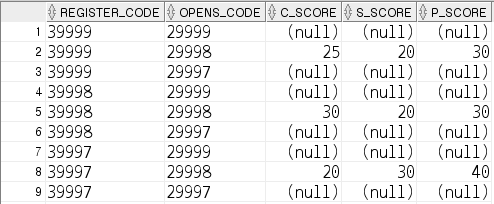 REGISTER_CODE OPENS_CODE C_SCORE S_SCORE P_SCORE
1 39999 29999 (null) (null) (null)
2 39999 29998 25 20 30
3 39999 29997 (null) (null) (null)
4 39998 29999 (null) (null) (null)
5 39998 29998 30 20 30
6 39998 29997 (null) (null) (null)
7 39997 29999 (null) (null) (null)
8 39997 29998 20 30 40
9 39997 29997 (null) (null) (null)